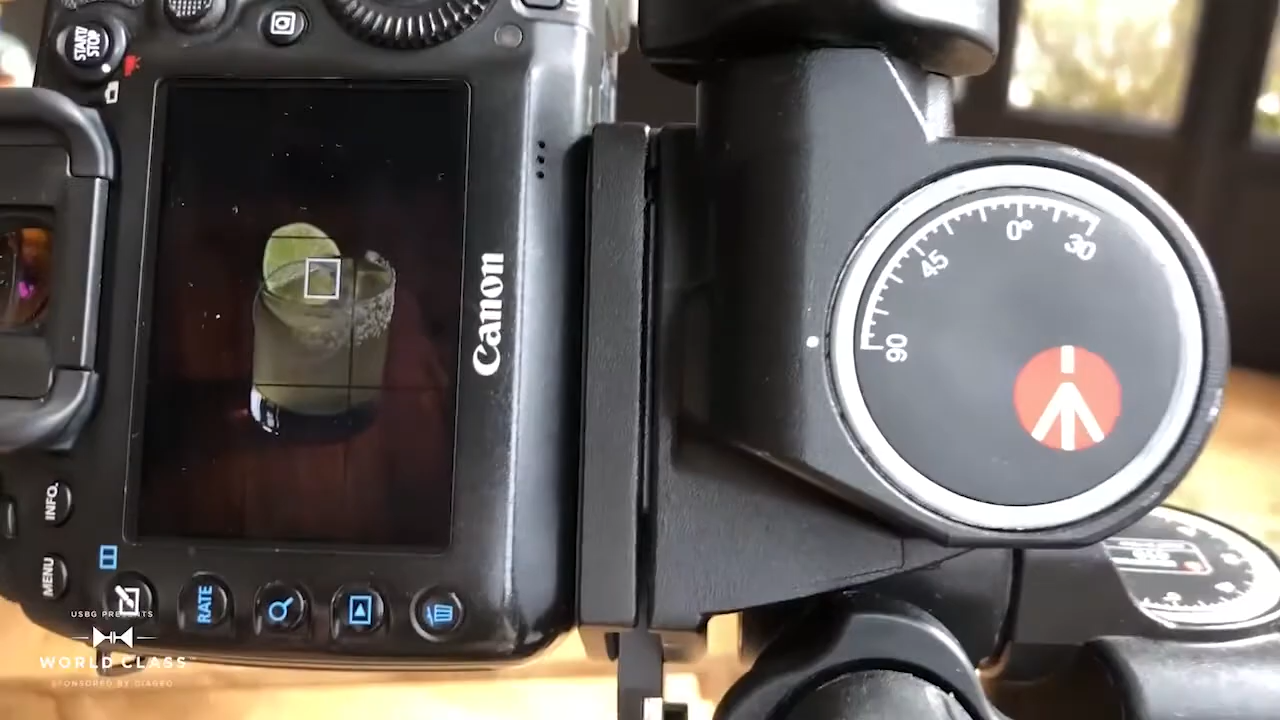 START/
STOP
Q
Canon
INFO.
MENU
RATE
90
45
0°
30
USBG PRESENTS
WORLD CLASS
SPONSORED BY DIAGEO